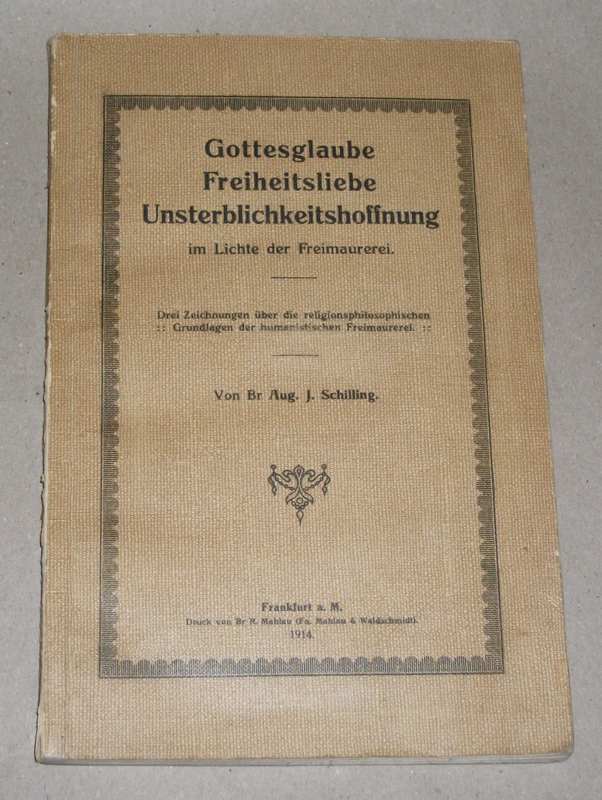 Gottesglaube
Freiheitsliebe
Unsterblichkeitshoffnung
im Lichte der Freimaurerei.
Drei Zeichnungen über die religionsphilosophischen
:: Grundlagen der humanistischen Freimaurerei. ::
Von Br Aug. J. Schilling.
Frankfurt a. M.
Druck von Br R. Mahlau (Fa. Mahlau & Waldschmidt).
1914.